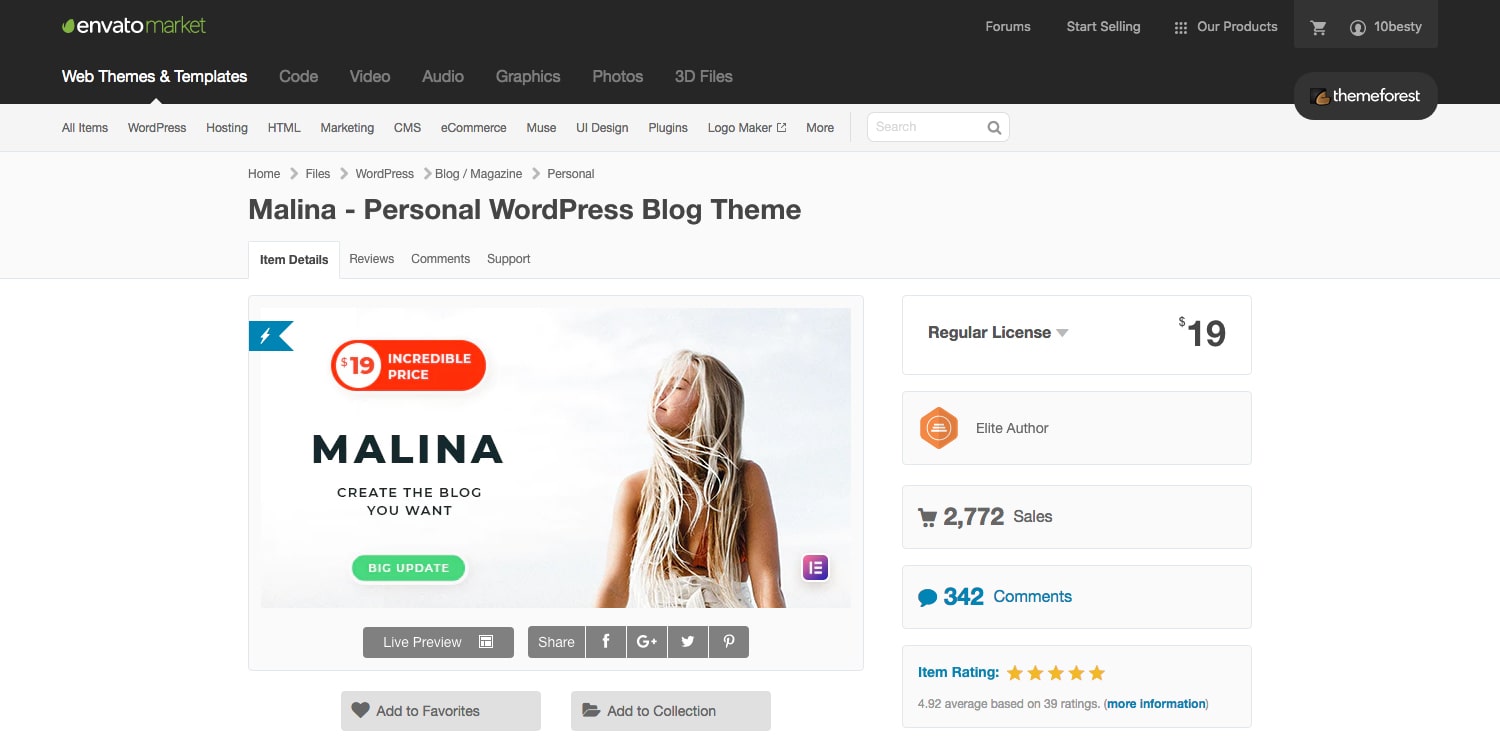 envatomarket
Forums Start Selling Our Products 10besty
Web Themes & Templates Code Video Audio Graphics Photos 3D Files
themeforest
All Items WordPress Hosting HTML Marketing CMS eCommerce Muse UI Design Plugins Logo Maker More Search
Home Files WordPress Blog / Magazine Personal
Malina - Personal WordPress Blog Theme
Item Details Reviews Comments Support
$19 INCREDIBLE
PRICE
MALINA
CREATE THE BLOG
YOU WANT
BIG UPDATE
Live Preview Share f G+
Add to Favorites Add to Collection
Regular License $19
Elite Author
2,772 Sales
342 Comments
Item Rating:
4.92 average based on 39 ratings. (more information)